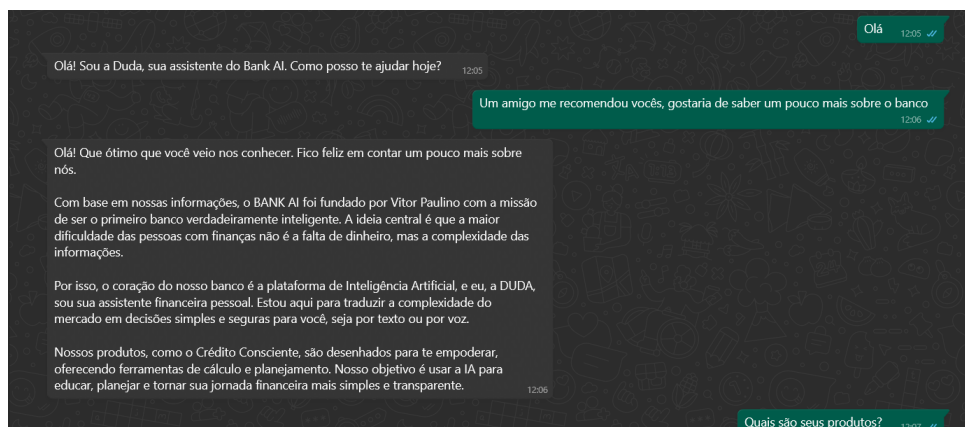 Olá
12:05
Olá! Sou a Duda, sua assistente do Bank AI. Como posso te ajudar hoje?
12:05
Um amigo me recomendou vocês, gostaria de saber um pouco mais sobre o banco
12:06
Olá! Que ótimo que você veio nos conhecer. Fico feliz em contar um pouco mais sobre
nós.
Com base em nossas informações, o BANK AI foi fundado por Vitor Paulino com a missão
de ser o primeiro banco verdadeiramente inteligente. A ideia central é que a maior
dificuldade das pessoas com finanças não é a falta de dinheiro, mas a complexidade das
informações.
Por isso, o coração do nosso banco é a plataforma de Inteligência Artificial, e eu, a DUDA,
sou sua assistente financeira pessoal. Estou aqui para traduzir a complexidade do
mercado em decisões simples e seguras para você, seja por texto ou por voz.
Nossos produtos, como o Crédito Consciente, são desenhados para te empoderar,
oferecendo ferramentas de cálculo e planejamento. Nosso objetivo é usar a IA para
educar, planejar e tornar sua jornada financeira mais simples e transparente.
12:06
Quais são seus produtos?
12:07